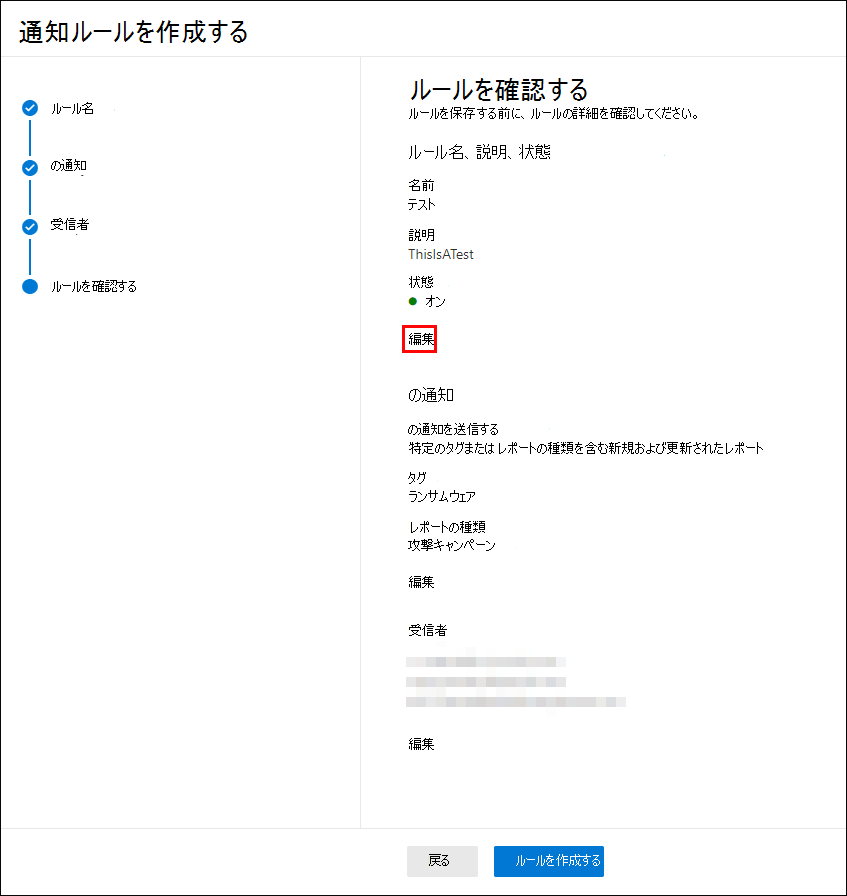 通知ルールを作成する
ルール名
の通知
受信者
ルールを確認する
ルールを確認する
ルールを保存する前に、ルールの詳細を確認してください。
ルール名、説明、状態
名前
テスト
説明
ThisIsATest
状態
オン
編集
の通知
の通知を送信する
特定のタグまたは レポートの種類を含む新規および更新されたレポート
タグ
ランサムウェア
レポートの種類
攻撃キャンペーン
編集
受信者
編集
戻る
ルールを作成する